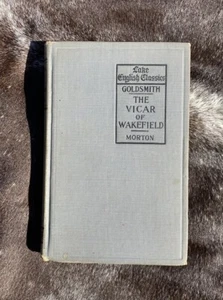 Lake
English Classics
GOLDSMITH
THE
VICAR
OF
WAKEFIELD
MORTON